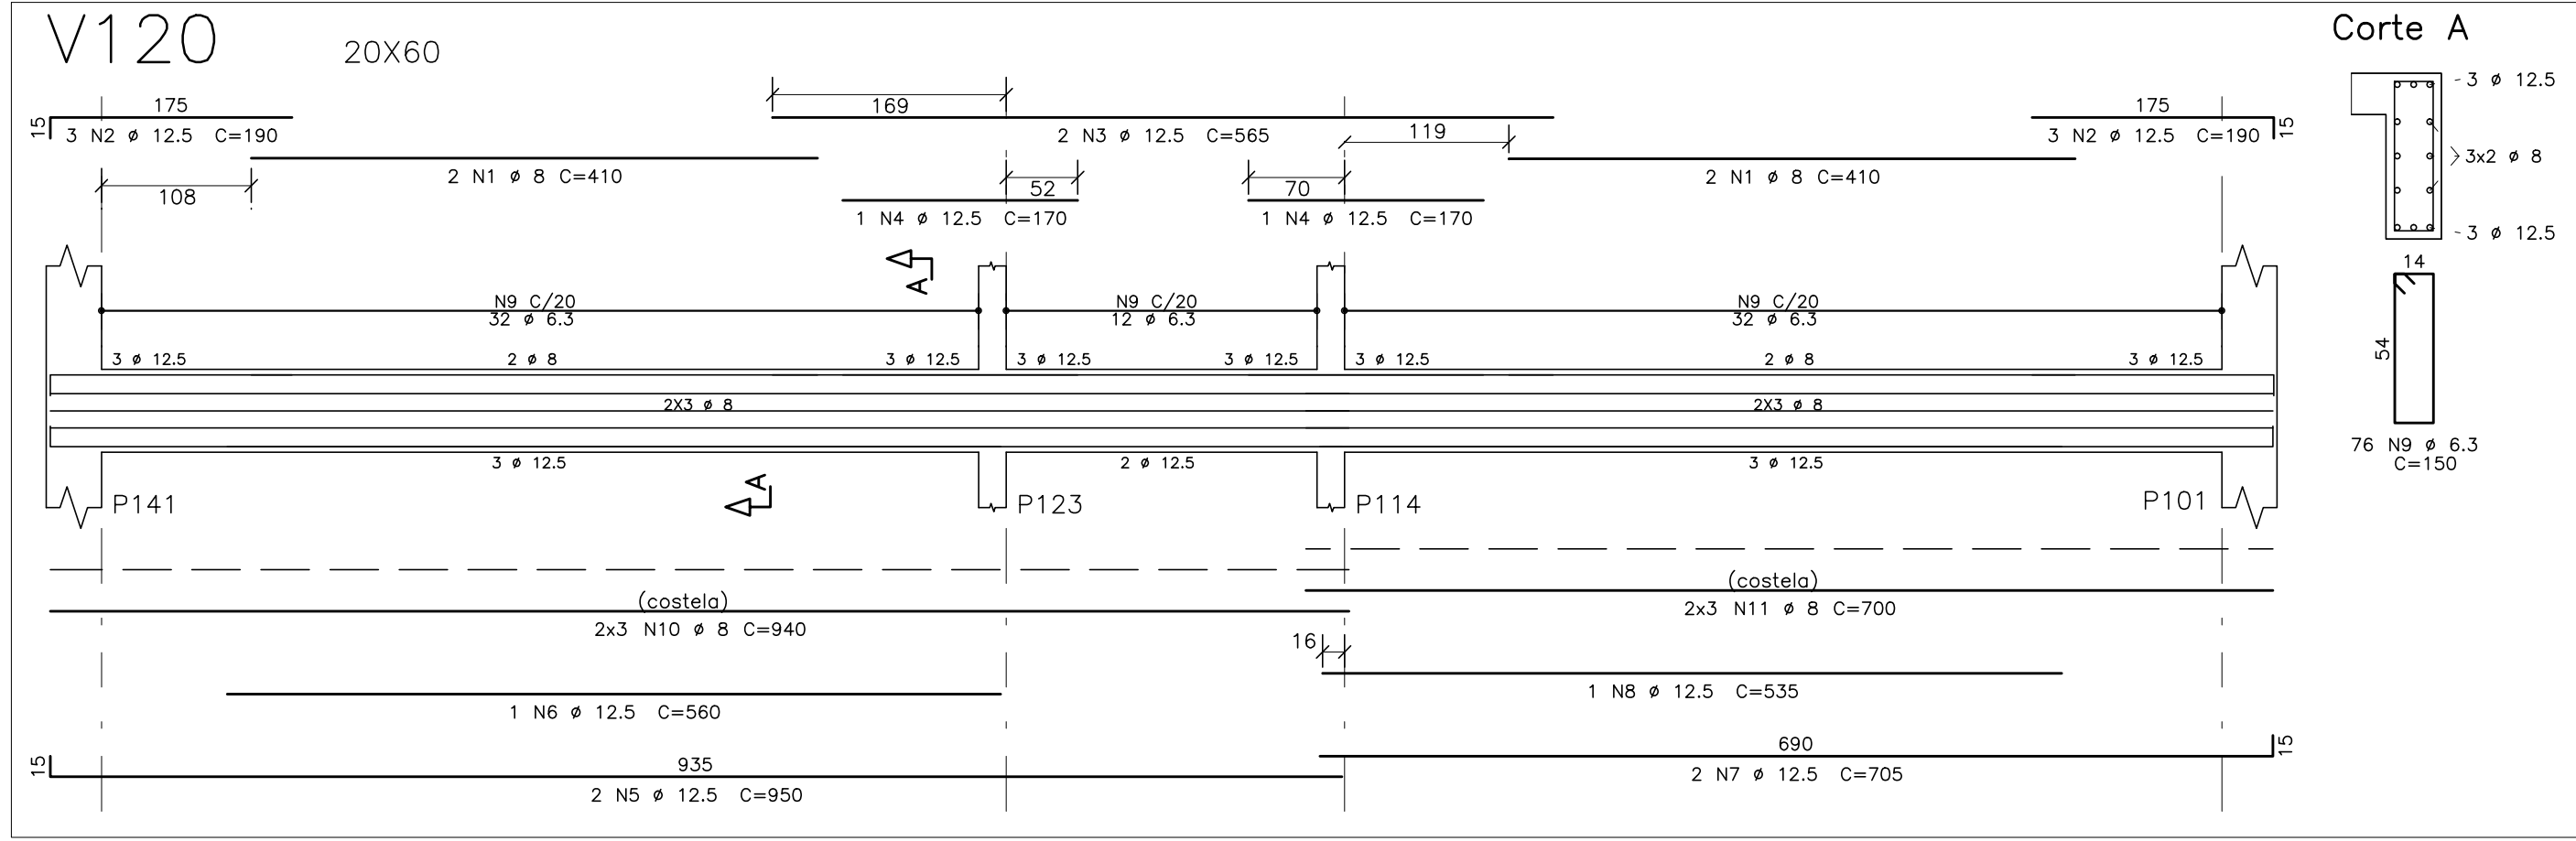 V120
20X60
Corte A
175
15
3 N2 ø 12.5 C=190
169
2 N3 ø 12.5 C=565
119
175
3 N2 ø 12.5 C=190
15
108
2 N1 ø 8 C=410
52
70
2 N1 ø 8 C=410
1 N4 ø 12.5 C=170
1 N4 ø 12.5 C=170
3 ø 12.5
3x2 ø 8
3 ø 12.5
A
N9 C/20
32 ø 6.3
N9 C/20
12 ø 6.3
N9 C/20
32 ø 6.3
14
54
76 N9 ø 6.3
C=150
3 ø 12.5
2 ø 8
3 ø 12.5
3 ø 12.5
3 ø 12.5
3 ø 12.5
2 ø 8
3 ø 12.5
2X3 ø 8
2X3 ø 8
3 ø 12.5
2 ø 12.5
3 ø 12.5
A
P141
P123
P114
P101
(costela)
2x3 N10 ø 8 C=940
(costela)
2x3 N11 ø 8 C=700
16
1 N6 ø 12.5 C=560
1 N8 ø 12.5 C=535
15
935
2 N5 ø 12.5 C=950
690
2 N7 ø 12.5 C=705
15